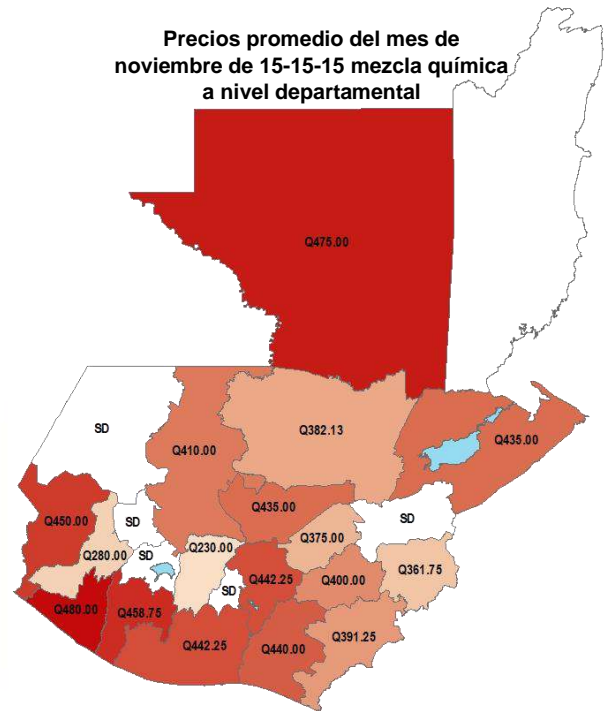 Precios promedio del mes de
noviembre de 15-15-15 mezcla química
a nivel departamental
Q475.00
SD
Q410.00
Q382.13
Q435.00
Q450.00
SD
Q435.00
SD
Q280.00
SD
Q230.00
Q375.00
Q442.25
Q400.00
Q361.75
SD
Q480.00
Q458.75
Q442.25
Q440.00
Q391.25